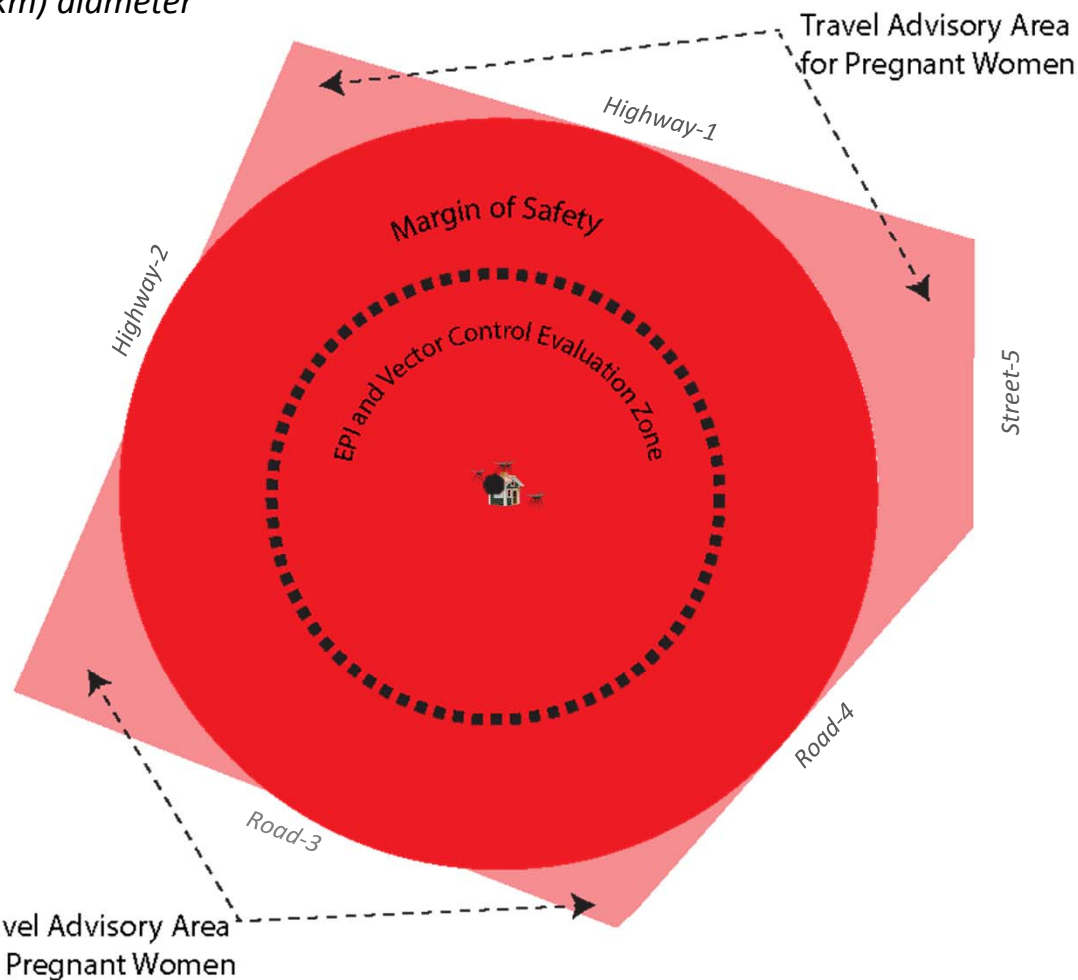 km) diameter
Travel Advisory Area
for Pregnant Women
Highway-1
Margin of Safety
Highway-2
EPI and Vector Control Evaluation Zone
Street-5
Road-4
Road-3
vel Advisory Area
Pregnant Women